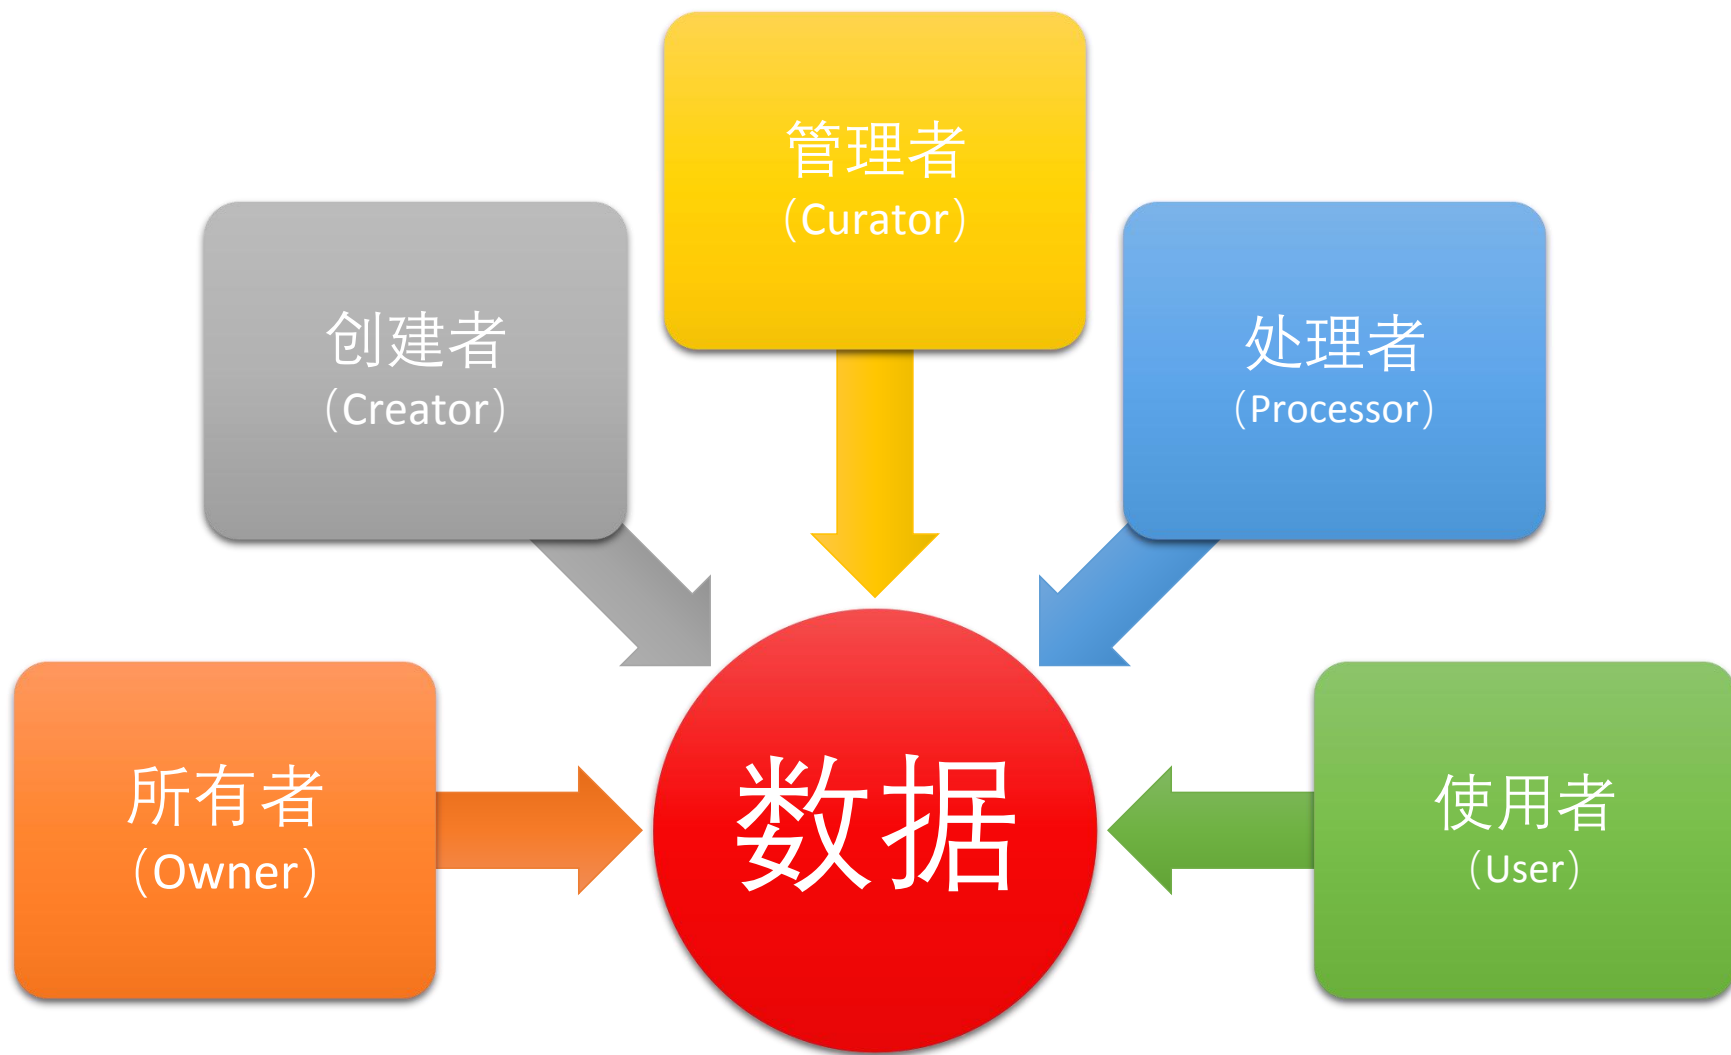 管理者
（Curator）
创建者
（Creator）
处理者
（Processor）
所有者
（Owner）
数据
使用者
（User）